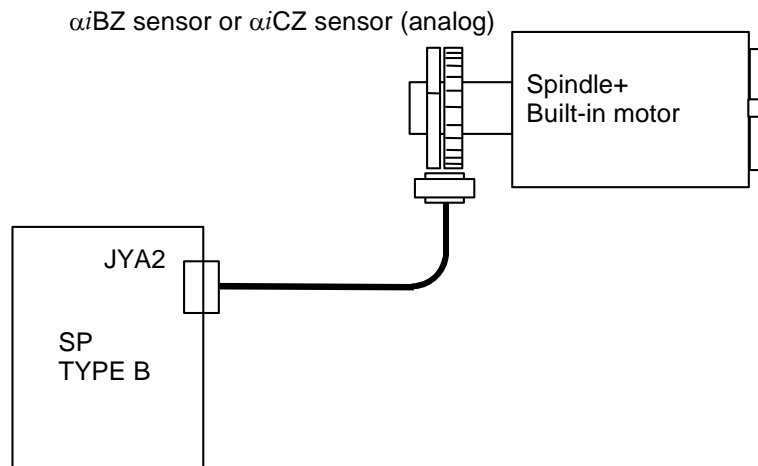 αiBZ sensor or αiCZ sensor (analog)
Spindle+
Built-in motor
JYA2
SP
TYPE B